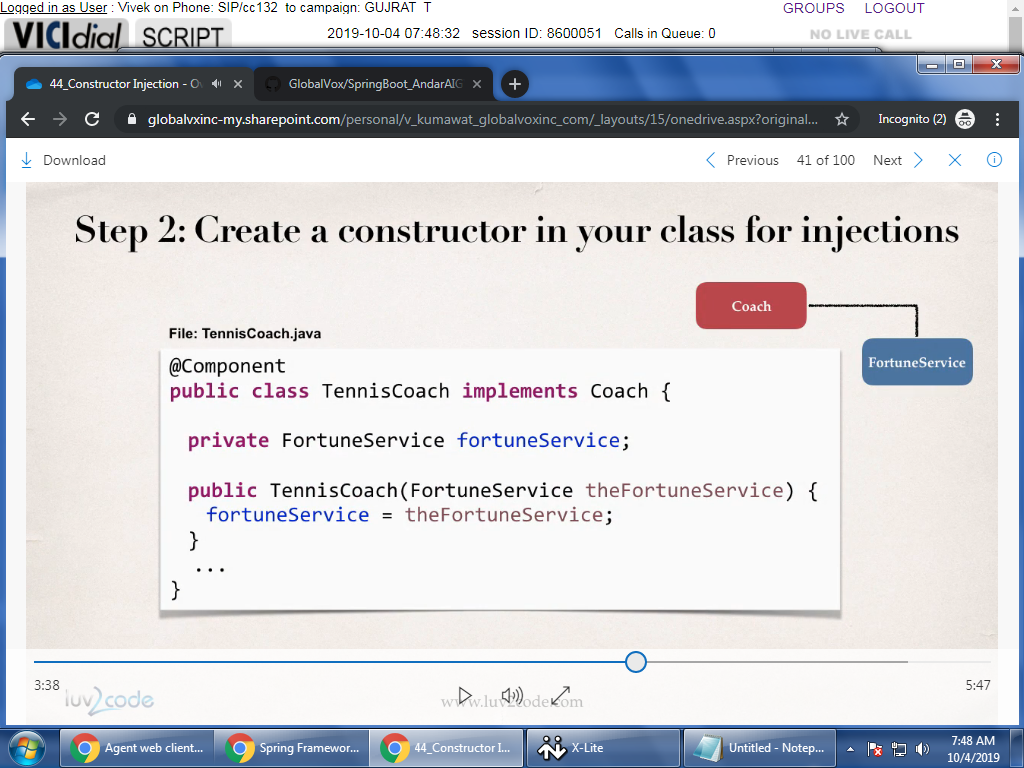 Logged in as User : Vivek on Phone: SIP/cc132 to campaign: GUJRAT_T
GROUPS LOGOUT
VICIdial SCRIPT
2019-10-04 07:48:32 session ID: 8600051 Calls in Queue: 0
NO LIVE CALL
44_Constructor Injection - Ov
GlobalVox/SpringBoot_AndarAIG
globalvxinc-my.sharepoint.com/personal/v_kumawat_globalvoxinc_com/_layouts/15/onedrive.aspx?original...
Incognito (2)
Download
Previous 41 of 100 Next
Step 2: Create a constructor in your class for injections
Coach
FortuneService
File: TennisCoach.java
@Component
public class TennisCoach implements Coach {
private FortuneService fortuneService;
public TennisCoach(FortuneService theFortuneService) {
fortuneService = theFortuneService;
}
...
}
3:38
5:47
luv2code
www.luv2code.com
Agent web client...
Spring Framewor...
44_Constructor I...
X-Lite
Untitled - Notep...
7:48 AM
10/4/2019